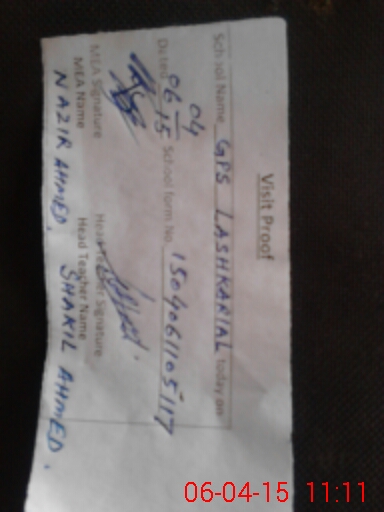 Visit Proof
School Name GPS LASHKARIAL today on
Dated 06/04/15 School form No. 1504061105117
MEA Signature Head Teacher Signature
MEA Name Head Teacher Name
NAZIR AHMED. SHAKIL AHMED.
06-04-15 11:11